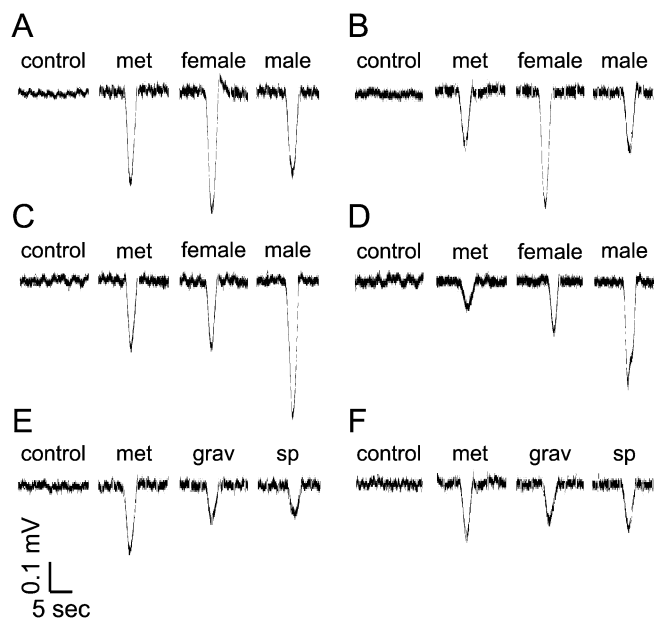 A
control met female male
B
control met female male
C
control met female male
D
control met female male
E
control met grav sp
F
control met grav sp
0.1 mV
5 sec